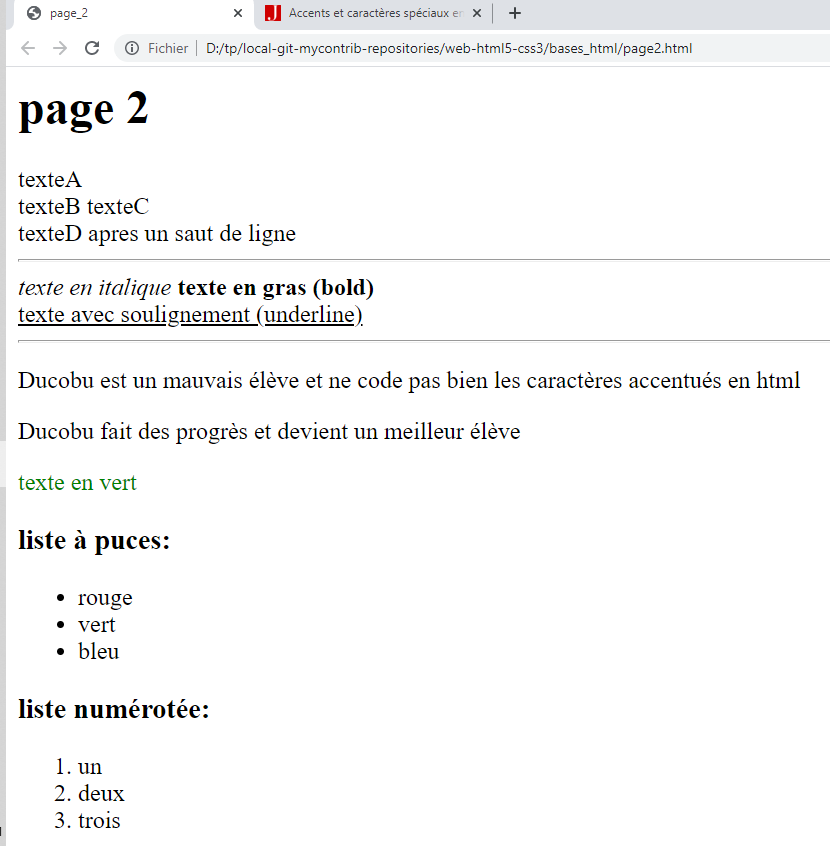 page_2
Accents et caractères spéciaux en
Fichier
D:/tp/local-git-mycontrib-repositories/web-html5-css3/bases_html/page2.html
page 2
texteA
texteB texteC
texteD apres un saut de ligne
texte en italique texte en gras (bold)
texte avec soulignement (underline)
Ducobu est un mauvais élève et ne code pas bien les caractères accentués en html
Ducobu fait des progrès et devient un meilleur élève
texte en vert
liste à puces:
• rouge
• vert
• bleu
liste numérotée:
1. un
2. deux
3. trois